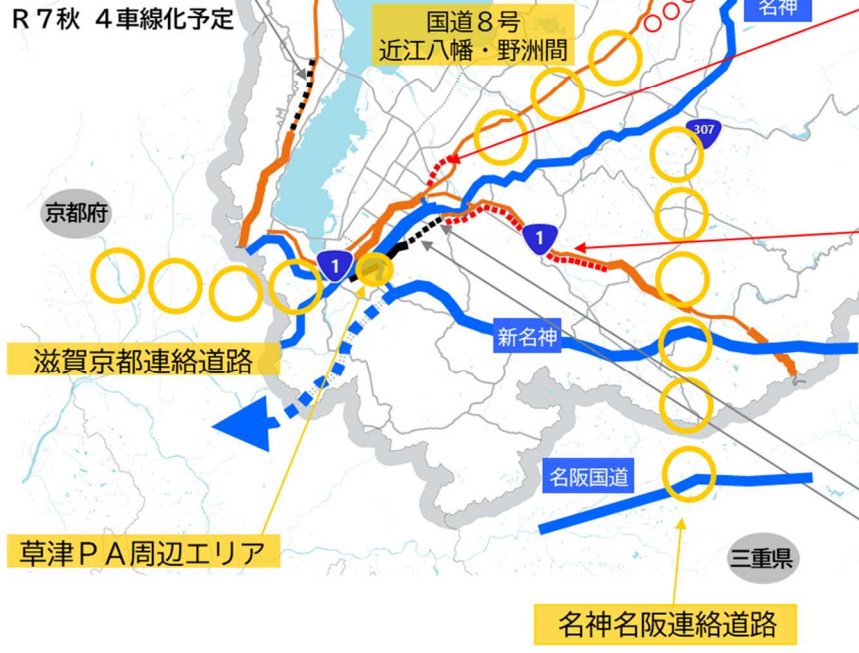 Ｒ７秋 ４車線化予定
国道８号
近江八幡・野洲間
名神
307
京都府
1
1
滋賀京都連絡道路
新名神
名阪国道
草津ＰＡ周辺エリア
三重県
名神名阪連絡道路